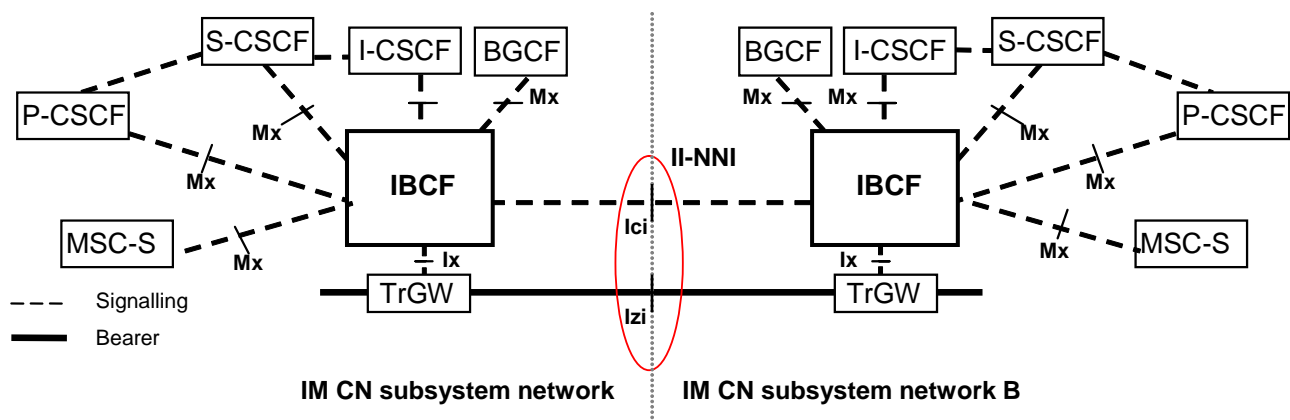 S-CSCF
I-CSCF
BGCF
BGCF
I-CSCF
S-CSCF
P-CSCF
Mx
Mx
Mx
Mx
Mx
P-CSCF
II-NNI
Mx
IBCF
IBCF
Mx
MSC-S
Mx
Ici
Mx
MSC-S
Ix
Ix
TrGW
TrGW
Signalling
Izi
Bearer
IM CN subsystem network
IM CN subsystem network B